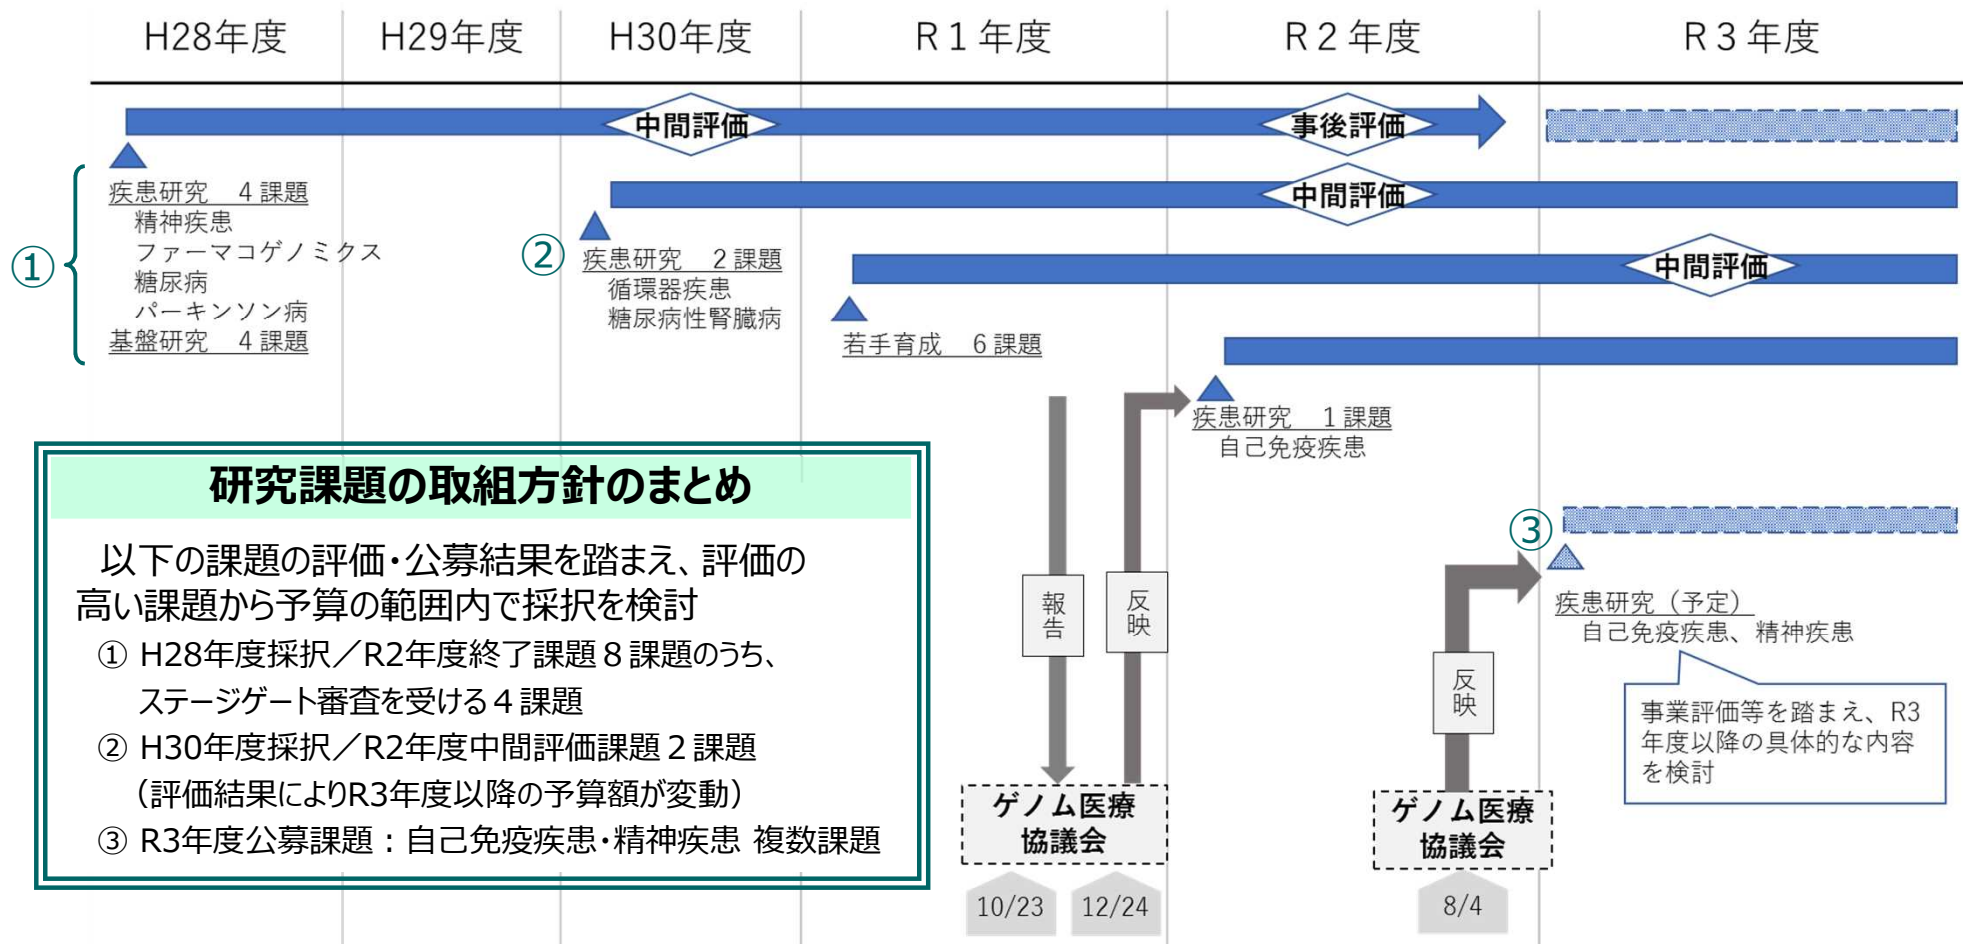 H28年度
H29年度
H30年度
R１年度
R２年度
R３年度
中間評価
事後評価
疾患研究　４課題
精神疾患
ファーマコゲノミクス
糖尿病
パーキンソン病
基盤研究　４課題
①
中間評価
②
疾患研究　２課題
循環器疾患
糖尿病性腎臓病
中間評価
若手育成　６課題
疾患研究　１課題
自己免疫疾患
③
疾患研究（予定）
自己免疫疾患、精神疾患
事業評価等を踏まえ、R3
年度以降の具体的な内容
を検討
報告
反映
反映
ゲノム医療
協議会
10/23
12/24
ゲノム医療
協議会
8/4
研究課題の取組方針のまとめ
以下の課題の評価・公募結果を踏まえ、評価の
高い課題から予算の範囲内で採択を検討
① H28年度採択／R2年度終了課題８課題のうち、
ステージゲート審査を受ける４課題
② H30年度採択／R2年度中間評価課題２課題
（評価結果によりR3年度以降の予算額が変動）
③ R3年度公募課題：自己免疫疾患・精神疾患 複数課題